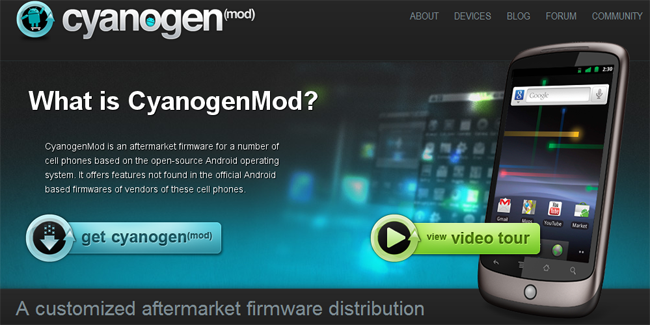 cyanogen(mod)
ABOUT DEVICES BLOG FORUM COMMUNITY
What is CyanogenMod?
CyanogenMod is an aftermarket firmware for a number of
cell phones based on the open-source Android operating
system. It offers features not found in the official Android
based firmwares of vendors of these cell phones.
get cyanogen(mod)
view video tour
2:30
Google
Gmail Maps YouTube Market
A customized aftermarket firmware distribution